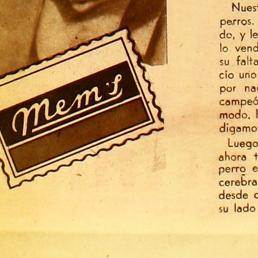 Mem's
Nues
perros.
do, y le
lo vend
su falta
cio uno
por na
campeó
modo, h
digamo
Luego
ahora t
perro e
cerebra
desde c
su lado